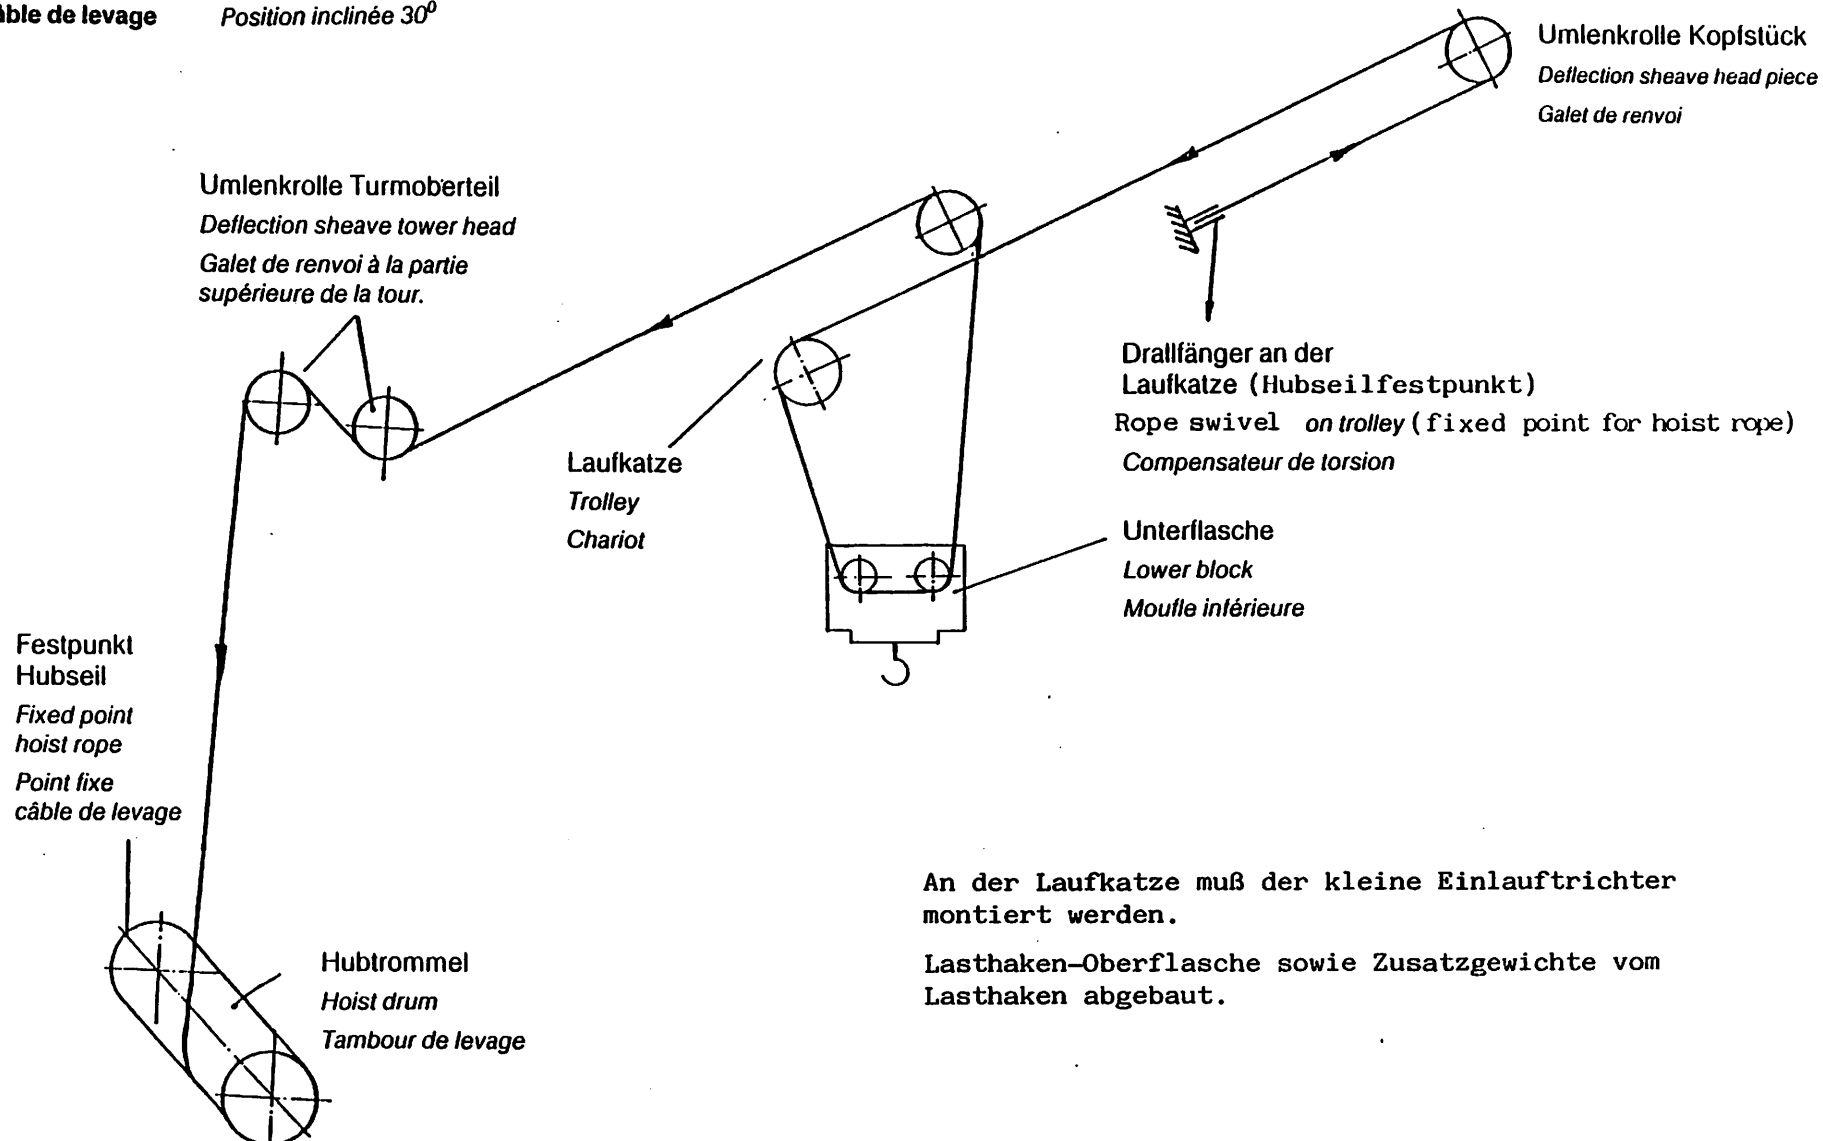 de levage Position inclinée 30⁰
Umlenkrolle Kopfstück
Deflection sheave head piece
Galet de renvoi
Umlenkrolle Turmoberteil
Deflection sheave tower head
Galet de renvoi à la partie
supérieure de la tour.
Drallfänger an der
Laufkatze (Hubseilfestpunkt)
Rope swivel on trolley (fixed point for hoist rope)
Compensateur de torsion
Laufkatze
Trolley
Chariot
Unterflasche
Lower block
Moufle inférieure
Festpunkt
Hubseil
Fixed point
hoist rope
Point fixe
câble de levage
Hubtrommel
Hoist drum
Tambour de levage
An der Laufkatze muß der kleine Einlauftrichter
montiert werden.
Lasthaken-Oberflasche sowie Zusatzgewichte vom
Lasthaken abgebaut.